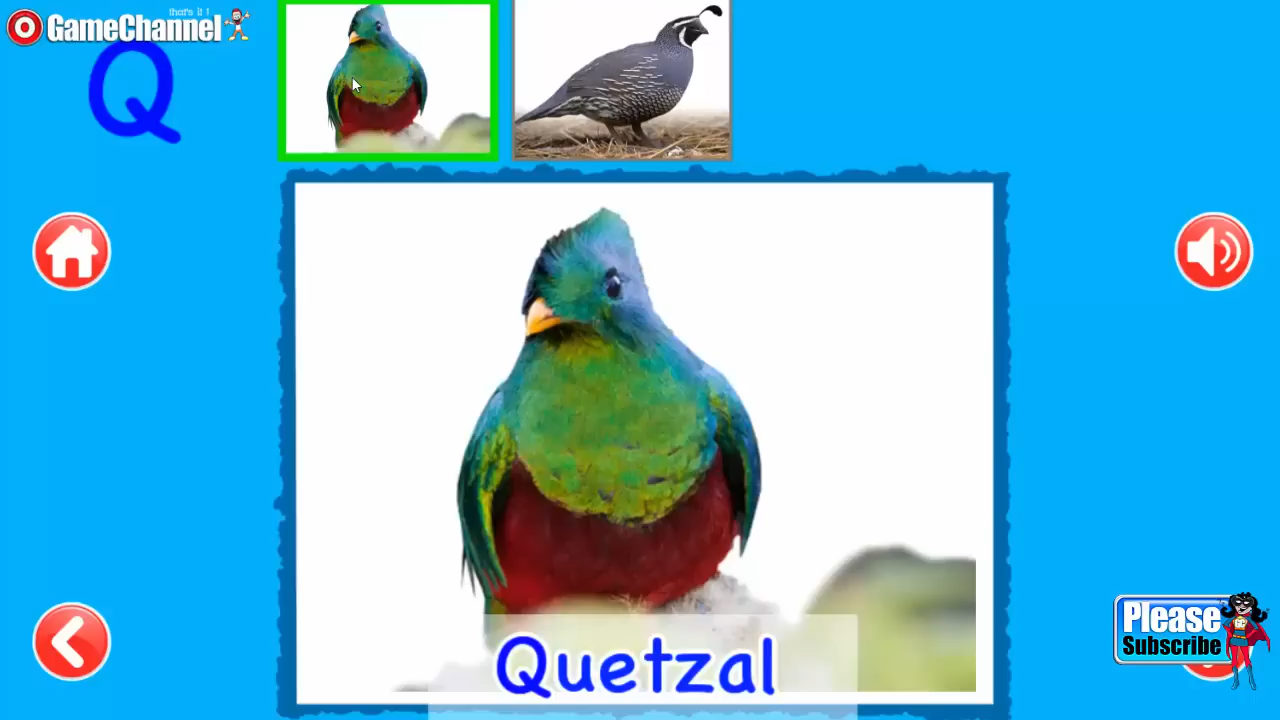 that's it !
GameChannel
Q
Quetzal
Please
Subscribe